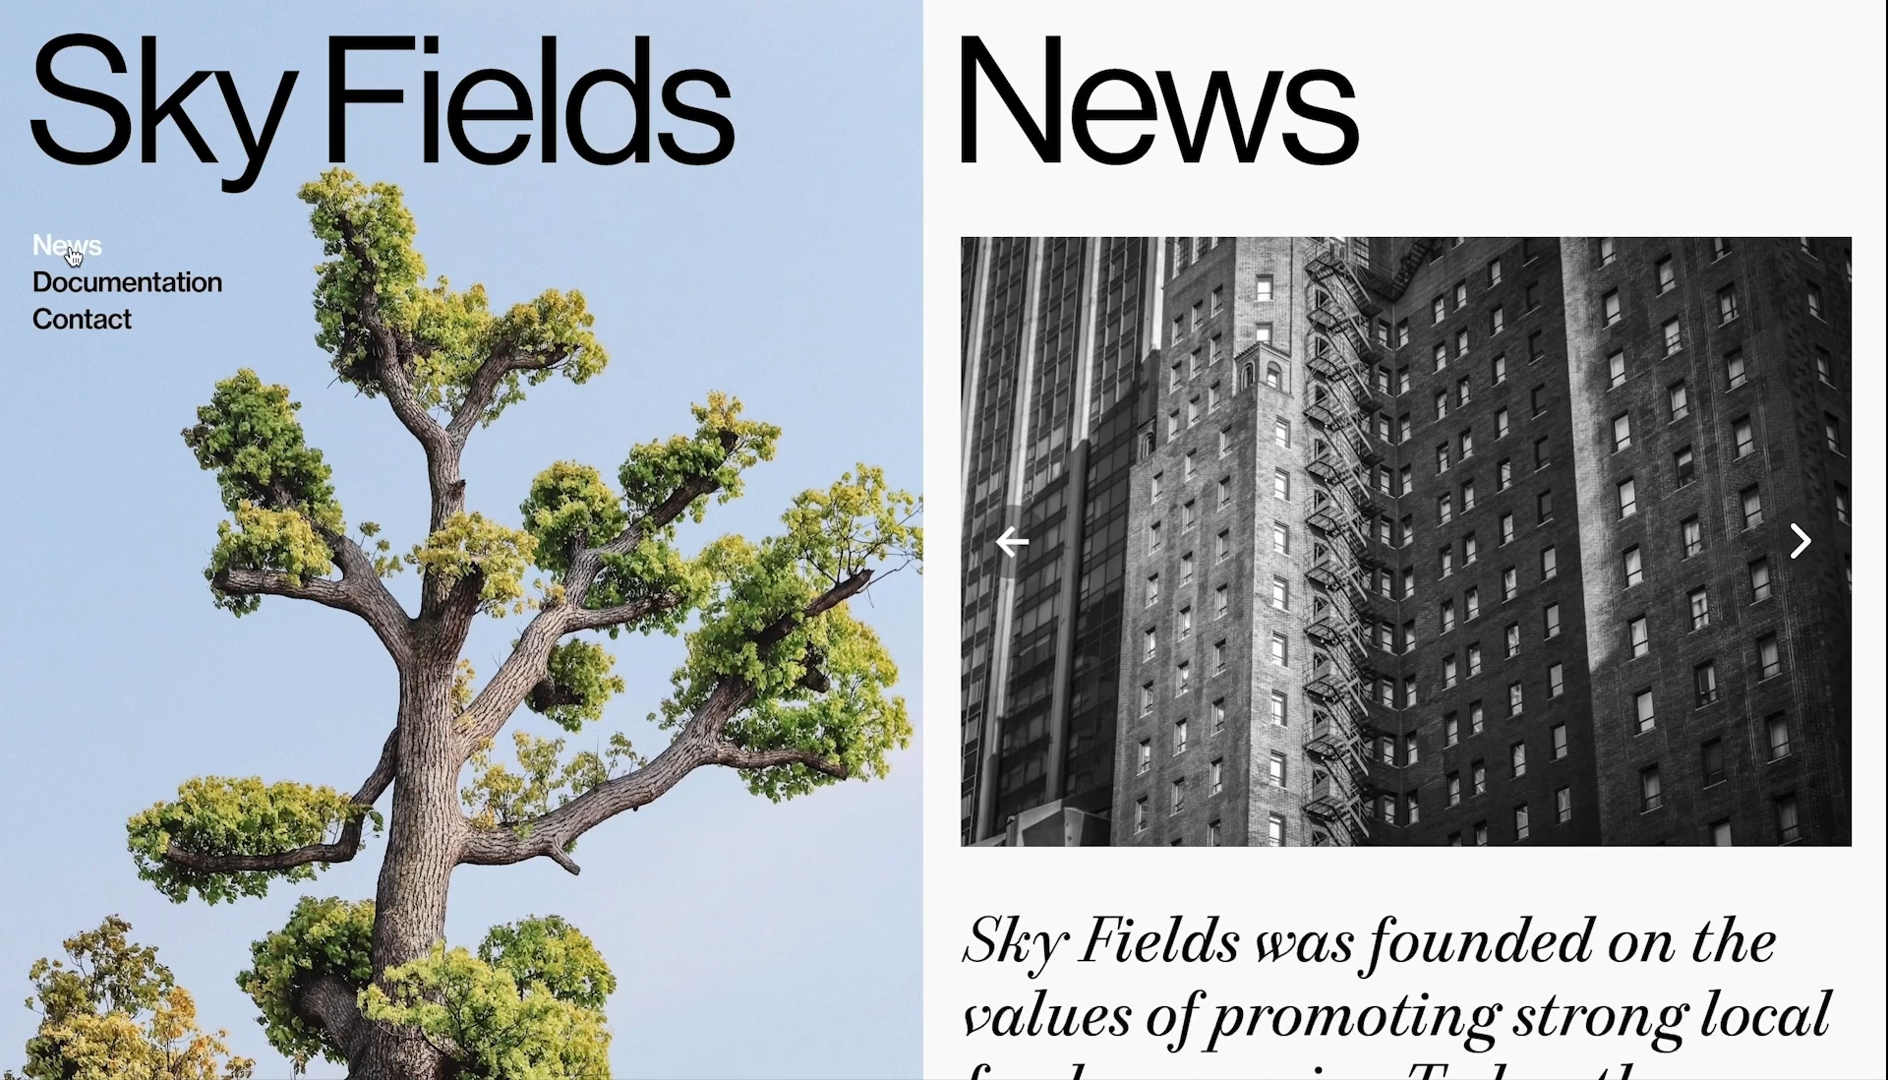 Sky Fields
News
Documentation
Contact
News
Sky Fields was founded on the
values of promoting strong local